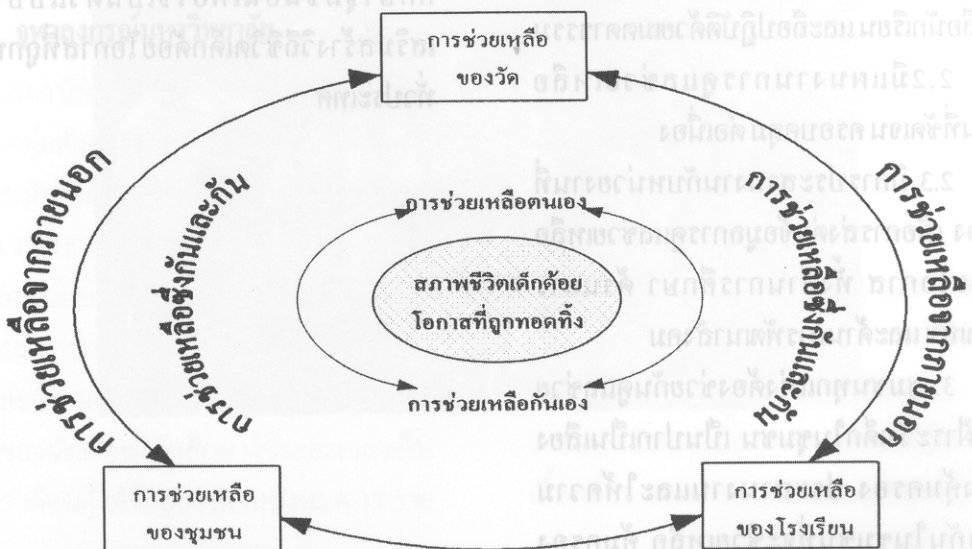 การช่วยเหลือ
ของวัด
การช่วยเหลือจากภายนอก
การช่วยเหลือซึ่งกันและกัน
การช่วยเหลือซึ่งกันและกัน
การช่วยเหลือจากภายนอก
การช่วยเหลือตนเอง
สภาพชีวิตเด็กด้อย
โอกาสที่ถูกทอดทิ้ง
การช่วยเหลือกันเอง
การช่วยเหลือ
ของชุมชน
การช่วยเหลือ
ของโรงเรียน